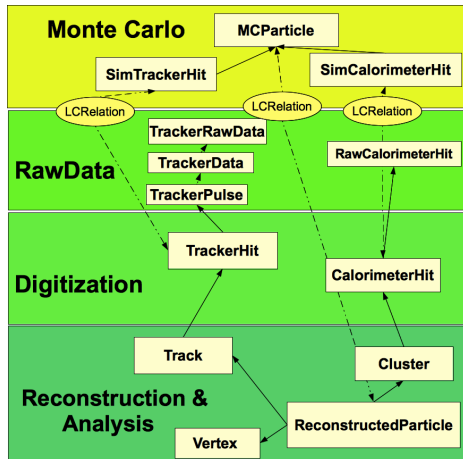 Monte Carlo
MCParticle
SimTrackerHit
SimCalorimeterHit
LCRelation
LCRelation
LCRelation
TrackerRawData
TrackerData
RawCalorimeterHit
RawData
TrackerPulse
TrackerHit
CalorimeterHit
Digitization
Track
Cluster
Reconstruction &
Analysis
ReconstructedParticle
Vertex